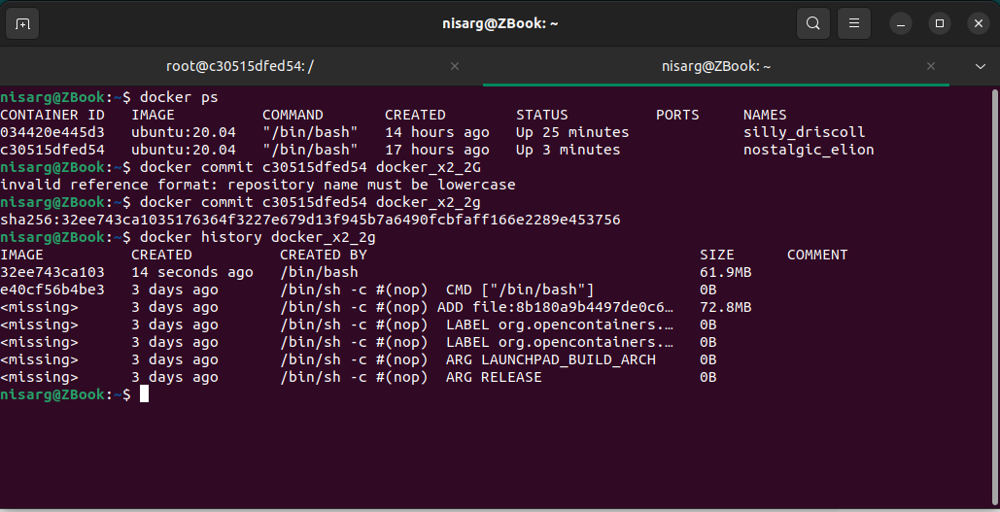 nisarg@ZBook: ~
root@c30515dfed54: /
nisarg@ZBook: ~
nisarg@ZBook:~$ docker ps
CONTAINER ID   IMAGE          COMMAND       CREATED        STATUS          PORTS     NAMES
034420e445d3   ubuntu:20.04   "/bin/bash"   14 hours ago   Up 25 minutes             silly_driscoll
c30515dfed54   ubuntu:20.04   "/bin/bash"   17 hours ago   Up 3 minutes              nostalgic_elion
nisarg@ZBook:~$ docker commit c30515dfed54 docker_x2_2G
invalid reference format: repository name must be lowercase
nisarg@ZBook:~$ docker commit c30515dfed54 docker_x2_2g
sha256:32ee743ca1035176364f3227e679d13f945b7a6490fcbfaff166e2289e453756
nisarg@ZBook:~$ docker history docker_x2_2g
IMAGE          CREATED          CREATED BY                                      SIZE      COMMENT
32ee743ca103   14 seconds ago   /bin/bash                                       61.9MB
e40cf56b4be3   3 days ago       /bin/sh -c #(nop)  CMD ["/bin/bash"]            0B
<missing>      3 days ago       /bin/sh -c #(nop) ADD file:8b180a9b4497de0c6…   72.8MB
<missing>      3 days ago       /bin/sh -c #(nop)  LABEL org.opencontainers.…   0B
<missing>      3 days ago       /bin/sh -c #(nop)  LABEL org.opencontainers.…   0B
<missing>      3 days ago       /bin/sh -c #(nop)  ARG LAUNCHPAD_BUILD_ARCH     0B
<missing>      3 days ago       /bin/sh -c #(nop)  ARG RELEASE                  0B
nisarg@ZBook:~$